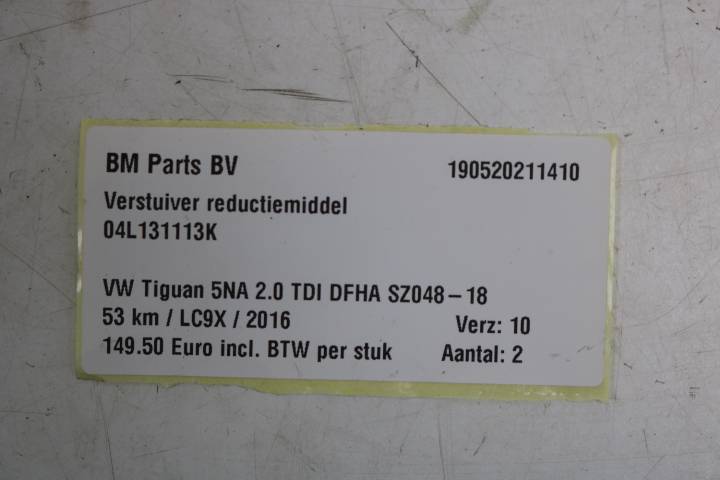 BM Parts BV 190520211410
Verstuiver reductiemiddel
04L131113K
VW Tiguan 5NA 2.0 TDI DFHA SZ048-18
53 km / LC9X / 2016 Verz: 10
149.50 Euro incl. BTW per stuk Aantal: 2